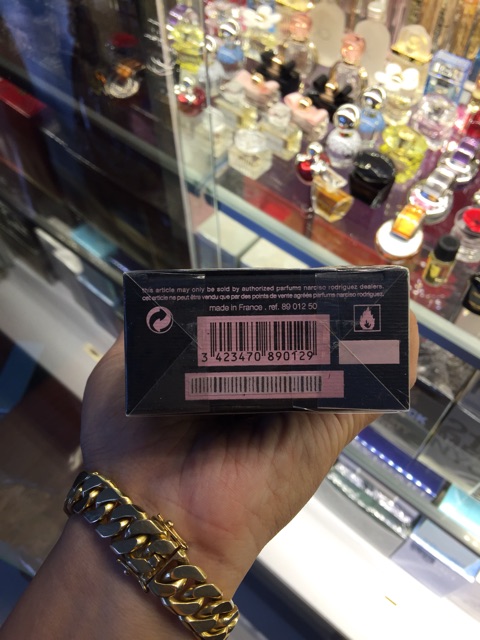 this article may only be sold by authorized parfums narciso rodriguez dealers.
cet article ne peut être vendu que par des points de vente agréés parfums narciso rodriguez.
made in France , ref. 89 012 50
3 423470 890129